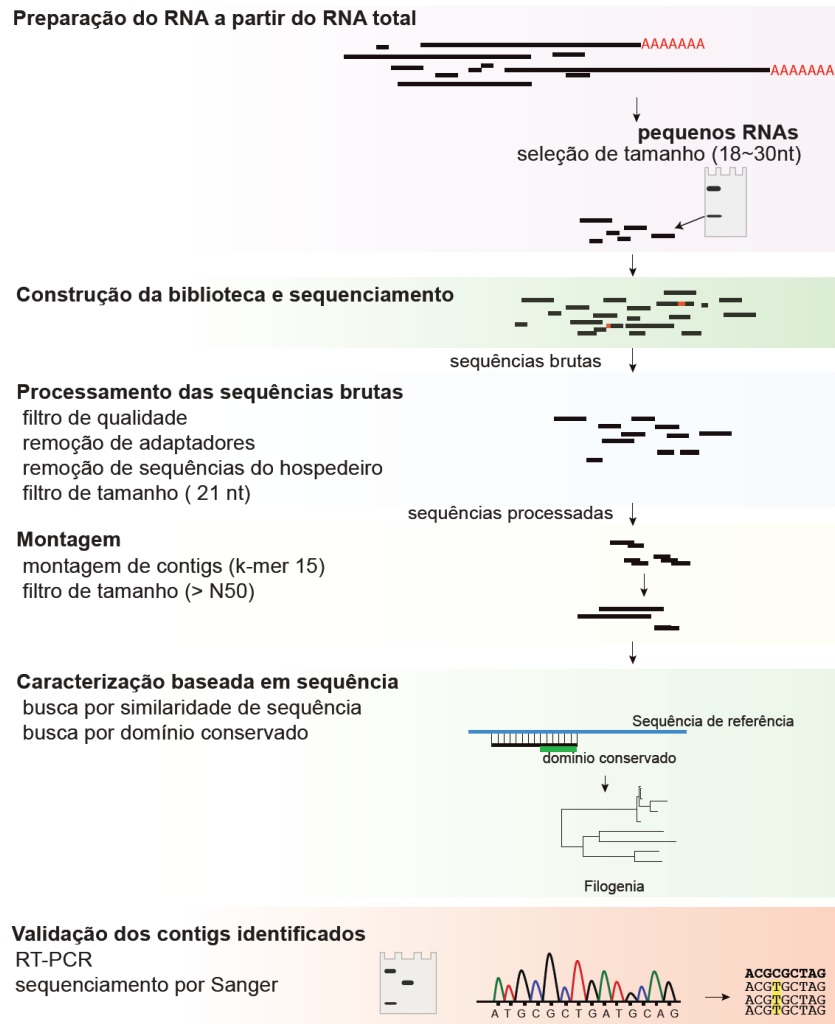 Preparação do RNA a partir do RNA total
AAAAAAA
AAAAAAA
pequenos RNAs
seleção de tamanho (18~30nt)
Construção da biblioteca e sequenciamento
sequências brutas
Processamento das sequências brutas
filtro de qualidade
remoção de adaptadores
remoção de sequências do hospedeiro
filtro de tamanho ( 21 nt)
sequências processadas
Montagem
montagem de contigs (k-mer 15)
filtro de tamanho (> N50)
Caracterização baseada em sequência
busca por similaridade de sequência
busca por domínio conservado
Sequência de referência
domínio conservado
Filogenia
Validação dos contigs identificados
RT-PCR
sequenciamento por Sanger
A T G C G C T G A T G C A G
ACGCGCTAG
ACGTGCTAG
ACGTGCTAG
ACGTGCTAG